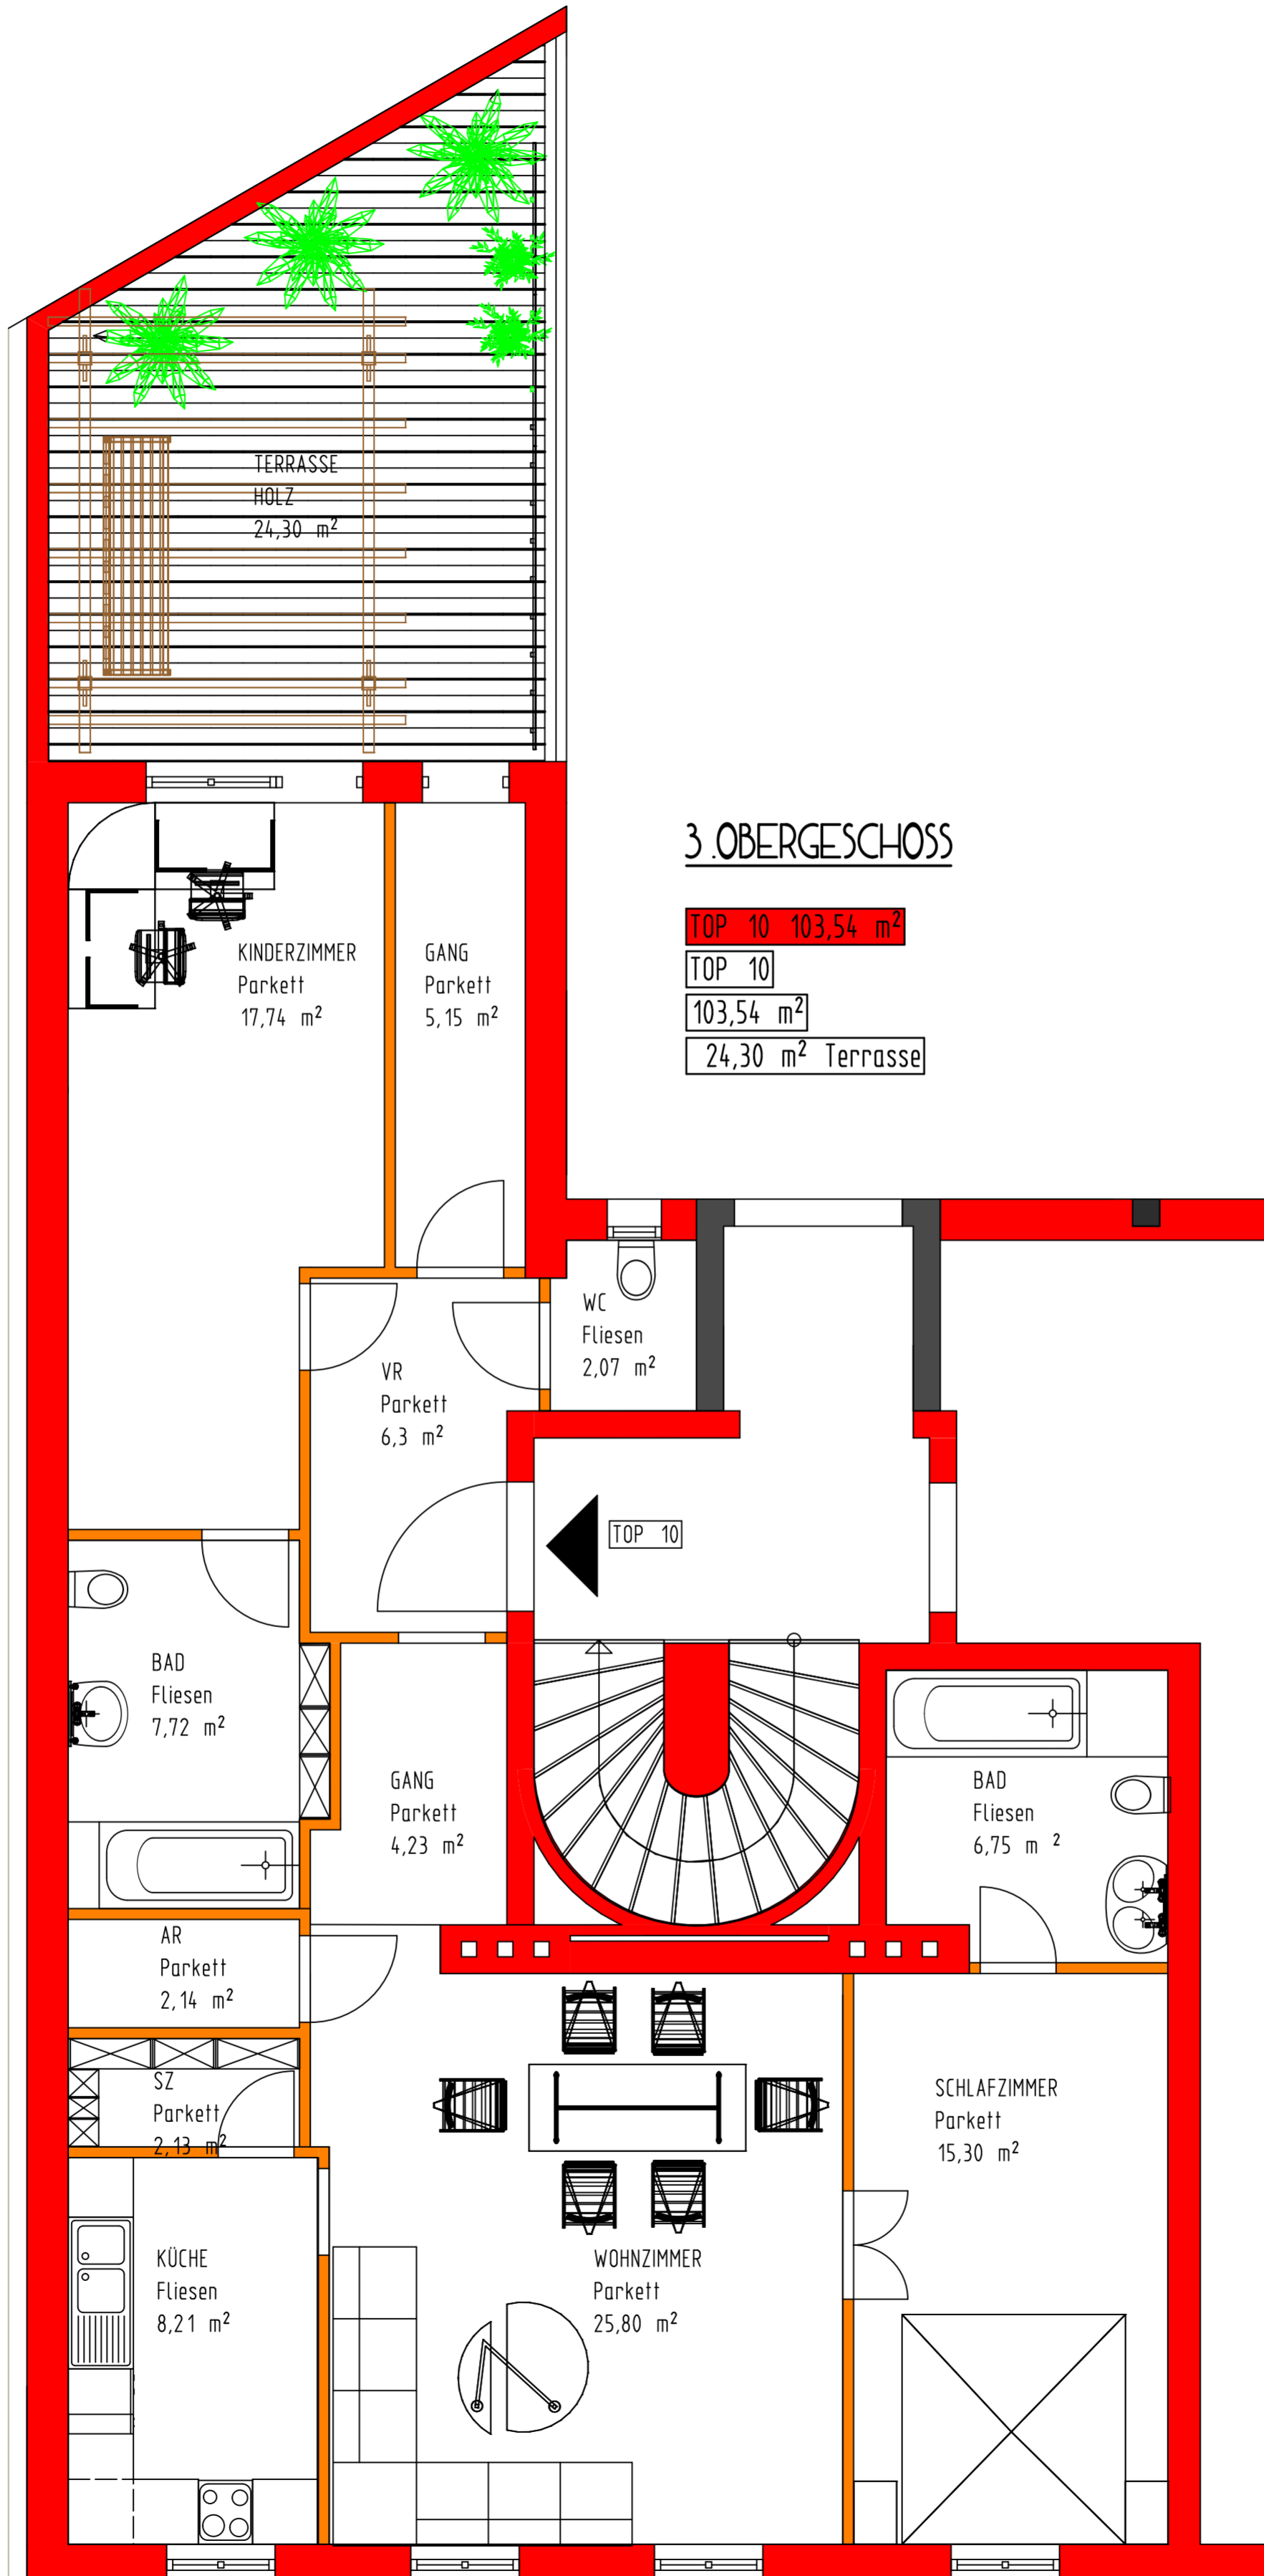 TERRASSE
HOLZ
24,30 m²
3.OBERGESCHOSS
TOP 10 103,54 m²
TOP 10
103,54 m²
24,30 m² Terrasse
KINDERZIMMER
Parkett
17,74 m²
GANG
Parkett
5,15 m²
WC
Fliesen
2,07 m²
VR
Parkett
6,3 m²
TOP 10
BAD
Fliesen
7,72 m²
GANG
Parkett
4,23 m²
BAD
Fliesen
6,75 m ²
AR
Parkett
2,14 m²
SZ
Parkett
2,13 m²
SCHLAFZIMMER
Parkett
15,30 m²
KÜCHE
Fliesen
8,21 m²
WOHNZIMMER
Parkett
25,80 m²